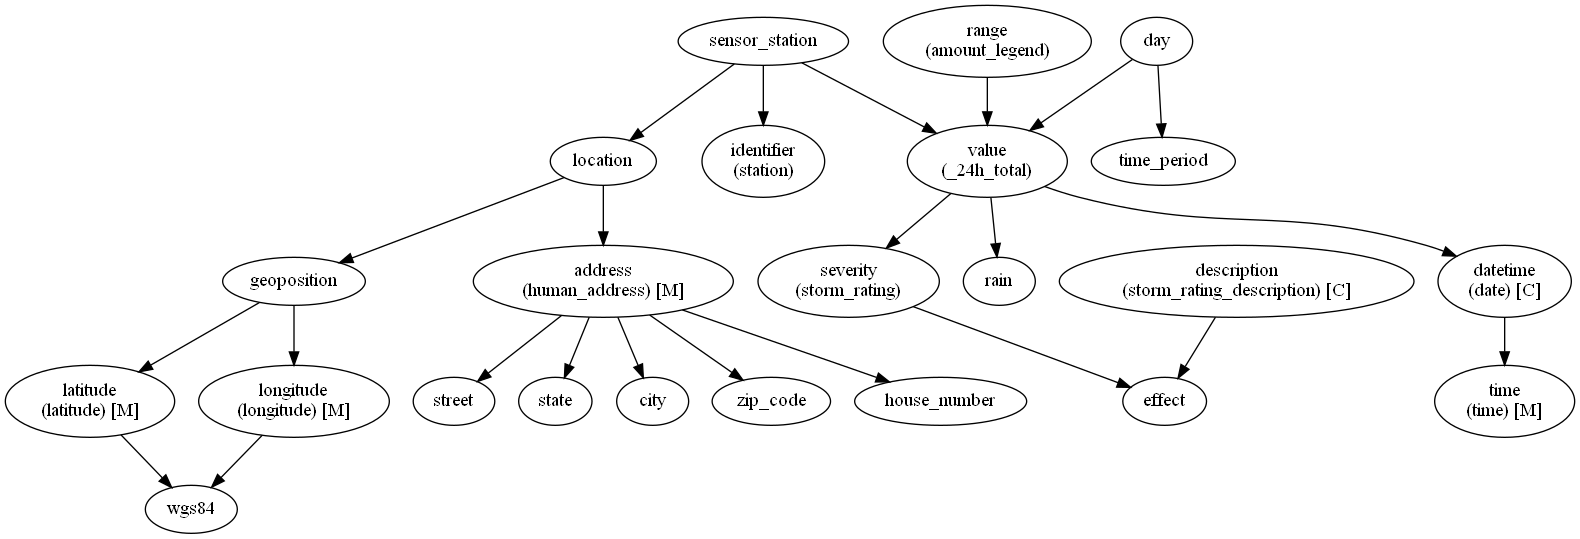 sensor_station
range
(amount_legend)
day
location
identifier
(station)
value
(_24h_total)
time_period
geoposition
address
(human_address) [M]
severity
(storm_rating)
rain
description
(storm_rating_description) [C]
datetime
(date) [C]
latitude
(latitude) [M]
longitude
(longitude) [M]
street
state
city
zip_code
house_number
effect
time
(time) [M]
wgs84